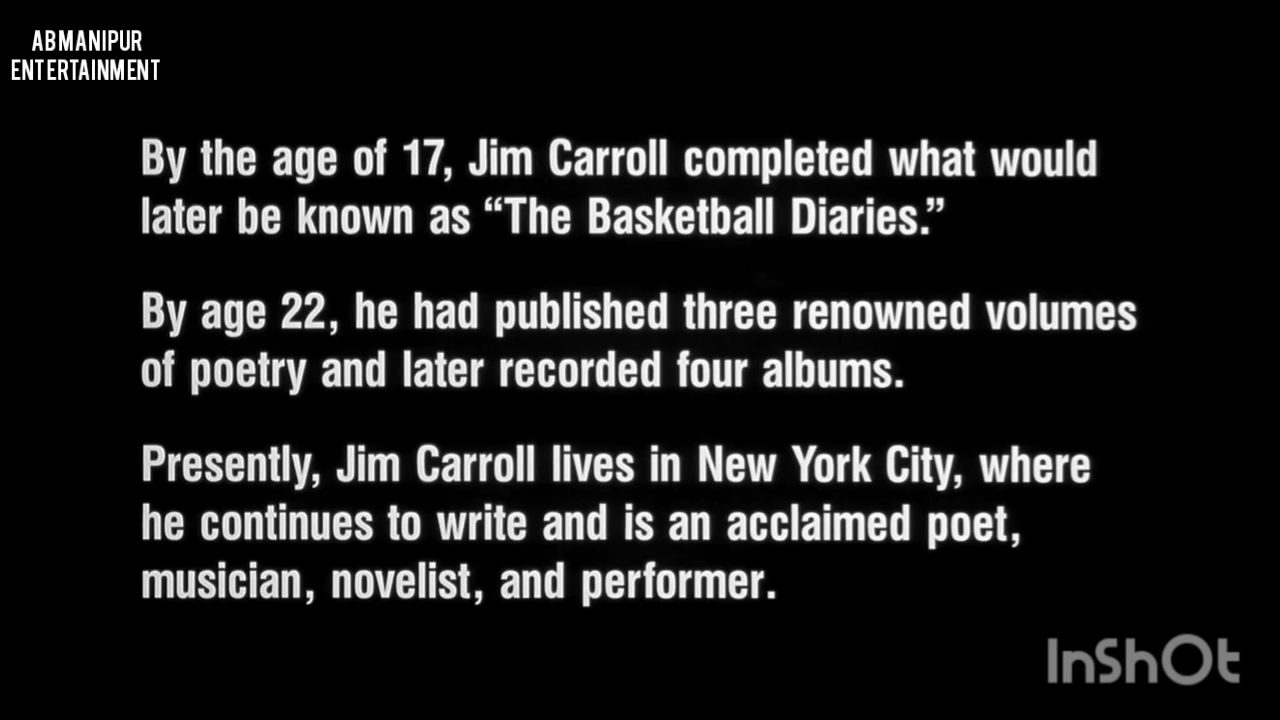 ABMANIPUR
ENTERTAINMENT
By the age of 17, Jim Carroll completed what would
later be known as “The Basketball Diaries.”
By age 22, he had published three renowned volumes
of poetry and later recorded four albums.
Presently, Jim Carroll lives in New York City, where
he continues to write and is an acclaimed poet,
musician, novelist, and performer.
InShOt